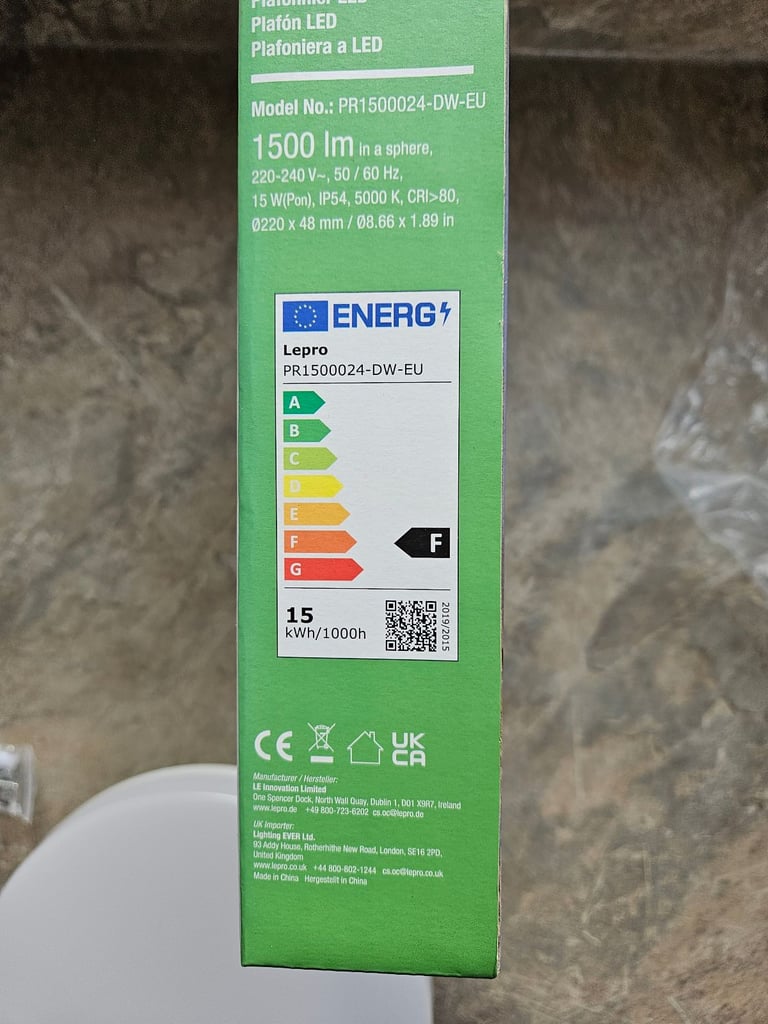 Plafonnier LED
Plafón LED
Plafoniera a LED
Model No.: PR1500024-DW-EU
1500 lm in a sphere,
220-240 V~, 50 / 60 Hz,
15 W(Pon), IP54, 5000 K, CRI>80,
Ø220 x 48 mm / Ø8.66 x 1.89 in
ENERG
Lepro
PR1500024-DW-EU
A
B
C
D
E
F
F
G
15
kWh/1000h
2019/2015
CE
UK
CA
Manufacturer / Hersteller:
LE Innovation Limited
One Spencer Dock, North Wall Quay, Dublin 1, D01 X9R7, Ireland
www.lepro.de +49 800-723-6202 cs.oc@lepro.de
UK Importer:
Lighting EVER Ltd.
93 Addy House, Rotherhithe New Road, London, SE16 2PD,
United Kingdom
www.lepro.co.uk +44 800-802-1244 cs.oc@lepro.co.uk
Made in China Hergestellt in China